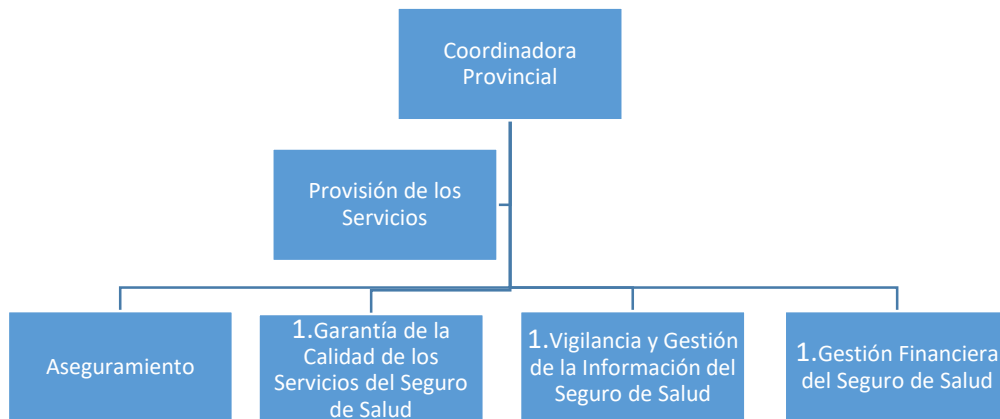 Coordinadora
Provincial
Provisión de los
Servicios
Aseguramiento
1.Garantía de la
Calidad de los
Servicios del Seguro
de Salud
1.Vigilancia y Gestión
de la Información del
Seguro de Salud
1.Gestión Financiera
del Seguro de Salud